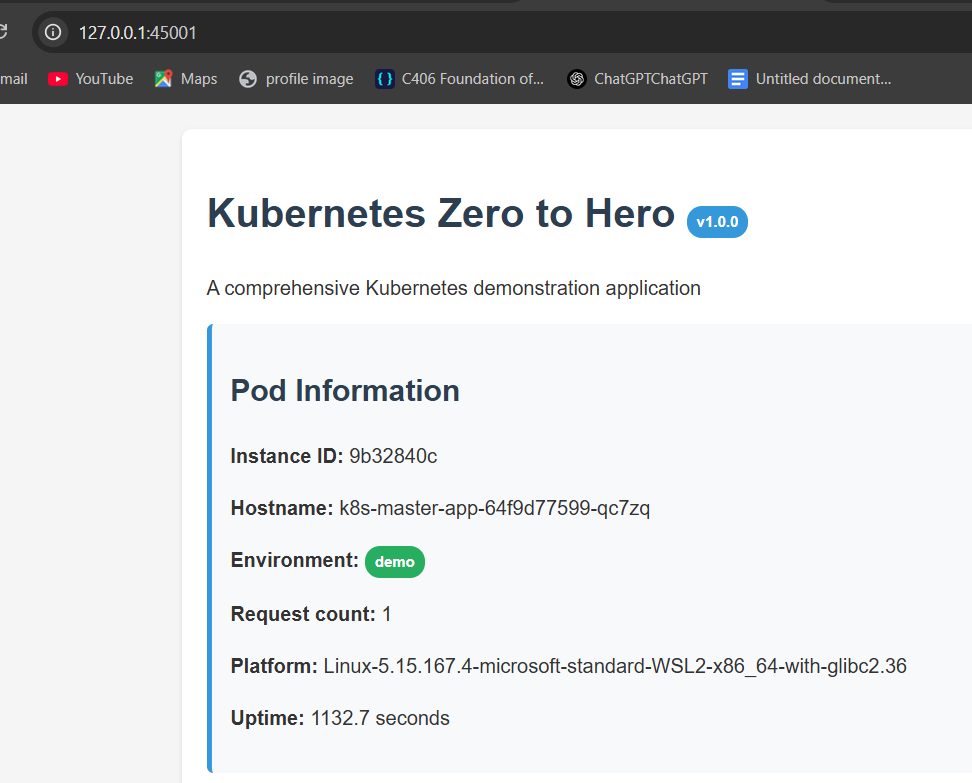 127.0.0.1:45001
mail YouTube Maps profile image C406 Foundation of... ChatGPTChatGPT Untitled document...
Kubernetes Zero to Hero v1.0.0
A comprehensive Kubernetes demonstration application
Pod Information
Instance ID: 9b32840c
Hostname: k8s-master-app-64f9d77599-qc7zq
Environment: demo
Request count: 1
Platform: Linux-5.15.167.4-microsoft-standard-WSL2-x86_64-with-glibc2.36
Uptime: 1132.7 seconds